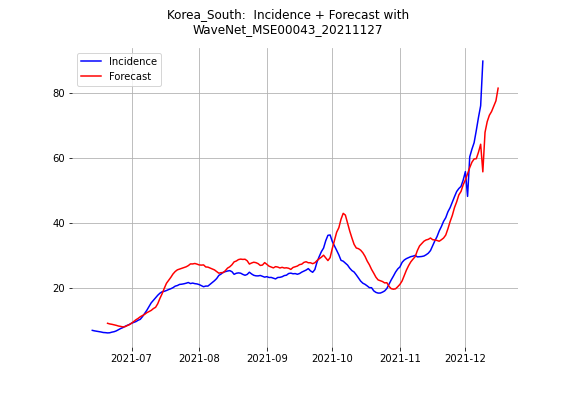 Korea_South:  Incidence + Forecast with
WaveNet_MSE00043_20211127
Incidence
Forecast
80
60
40
20
2021-07
2021-08
2021-09
2021-10
2021-11
2021-12